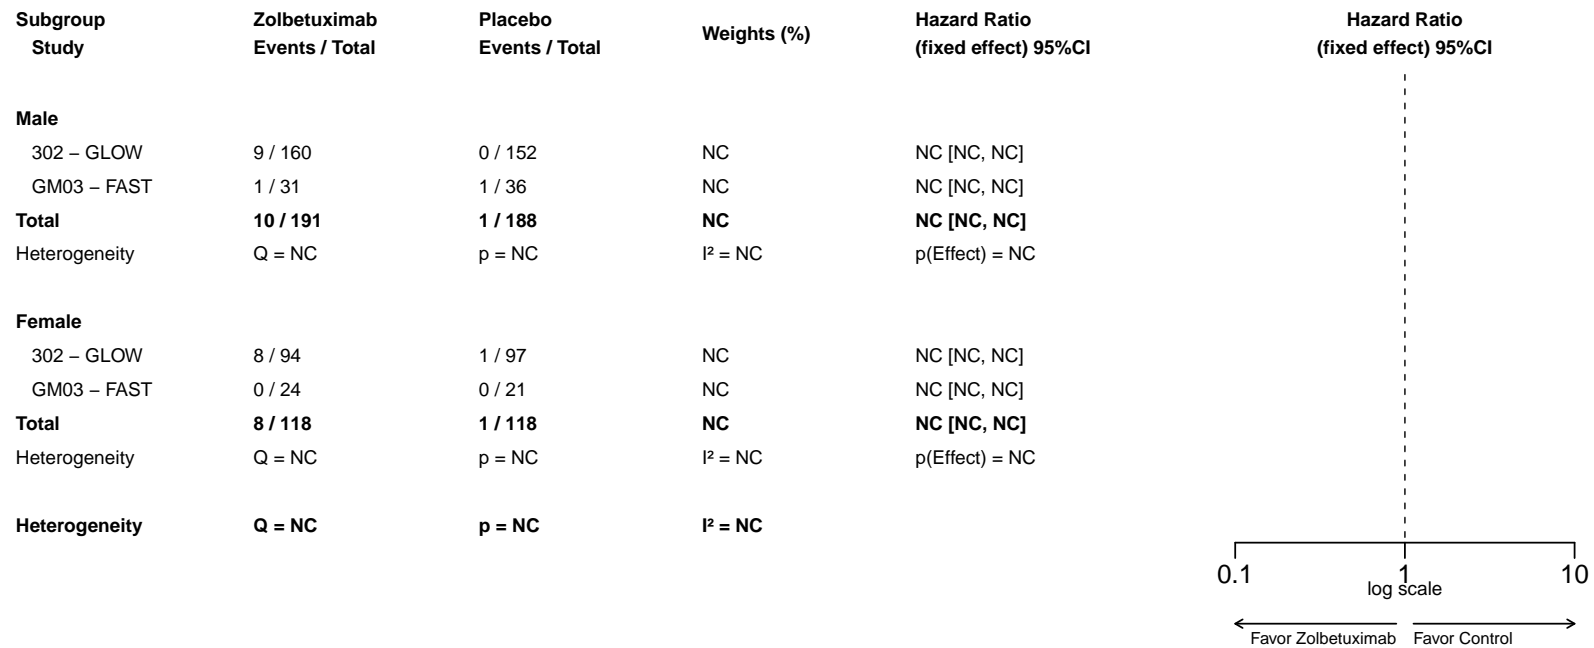 Subgroup Zolbetuximab Placebo Weights (%) Hazard Ratio Hazard Ratio
Study Events / Total Events / Total (fixed effect) 95%CI (fixed effect) 95%CI
Male
302 – GLOW 9 / 160 0 / 152 NC NC [NC, NC]
GM03 – FAST 1 / 31 1 / 36 NC NC [NC, NC]
Total 10 / 191 1 / 188 NC NC [NC, NC]
Heterogeneity Q = NC p = NC I² = NC p(Effect) = NC
Female
302 – GLOW 8 / 94 1 / 97 NC NC [NC, NC]
GM03 – FAST 0 / 24 0 / 21 NC NC [NC, NC]
Total 8 / 118 1 / 118 NC NC [NC, NC]
Heterogeneity Q = NC p = NC I² = NC p(Effect) = NC
Heterogeneity Q = NC p = NC I² = NC
0.1 1 10
log scale
Favor Zolbetuximab Favor Control